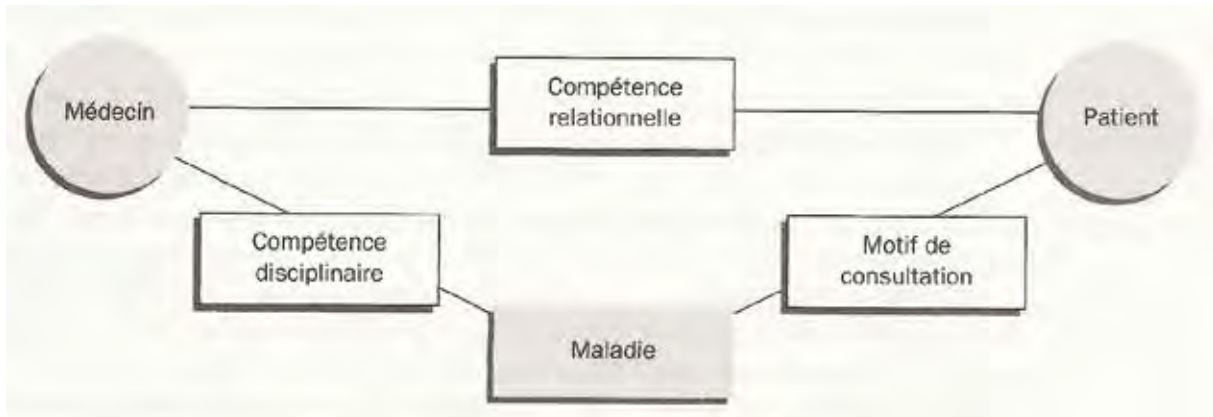 Médecin
Compétence
relationnelle
Patient
Compétence
disciplinaire
Motif de
consultation
Maladie